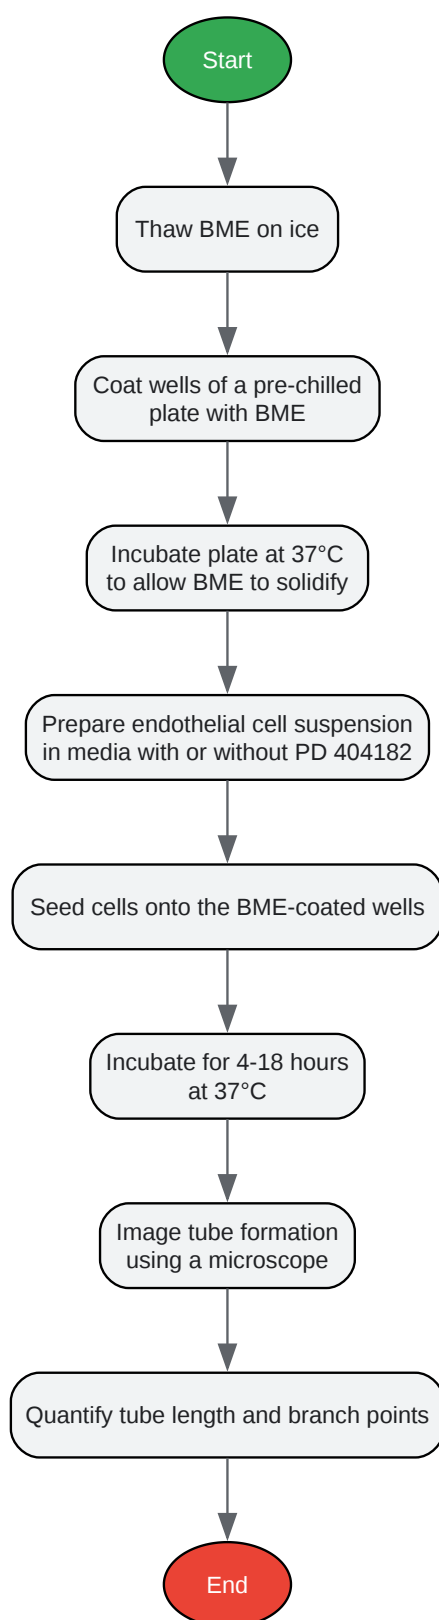 Start
Thaw BME on ice
Coat wells of a pre-chilled
plate with BME
Incubate plate at 37°C
to allow BME to solidify
Prepare endothelial cell suspension
in media with or without PD 404182
Seed cells onto the BME-coated wells
Incubate for 4-18 hours
at 37°C
Image tube formation
using a microscope
Quantify tube length and branch points
End